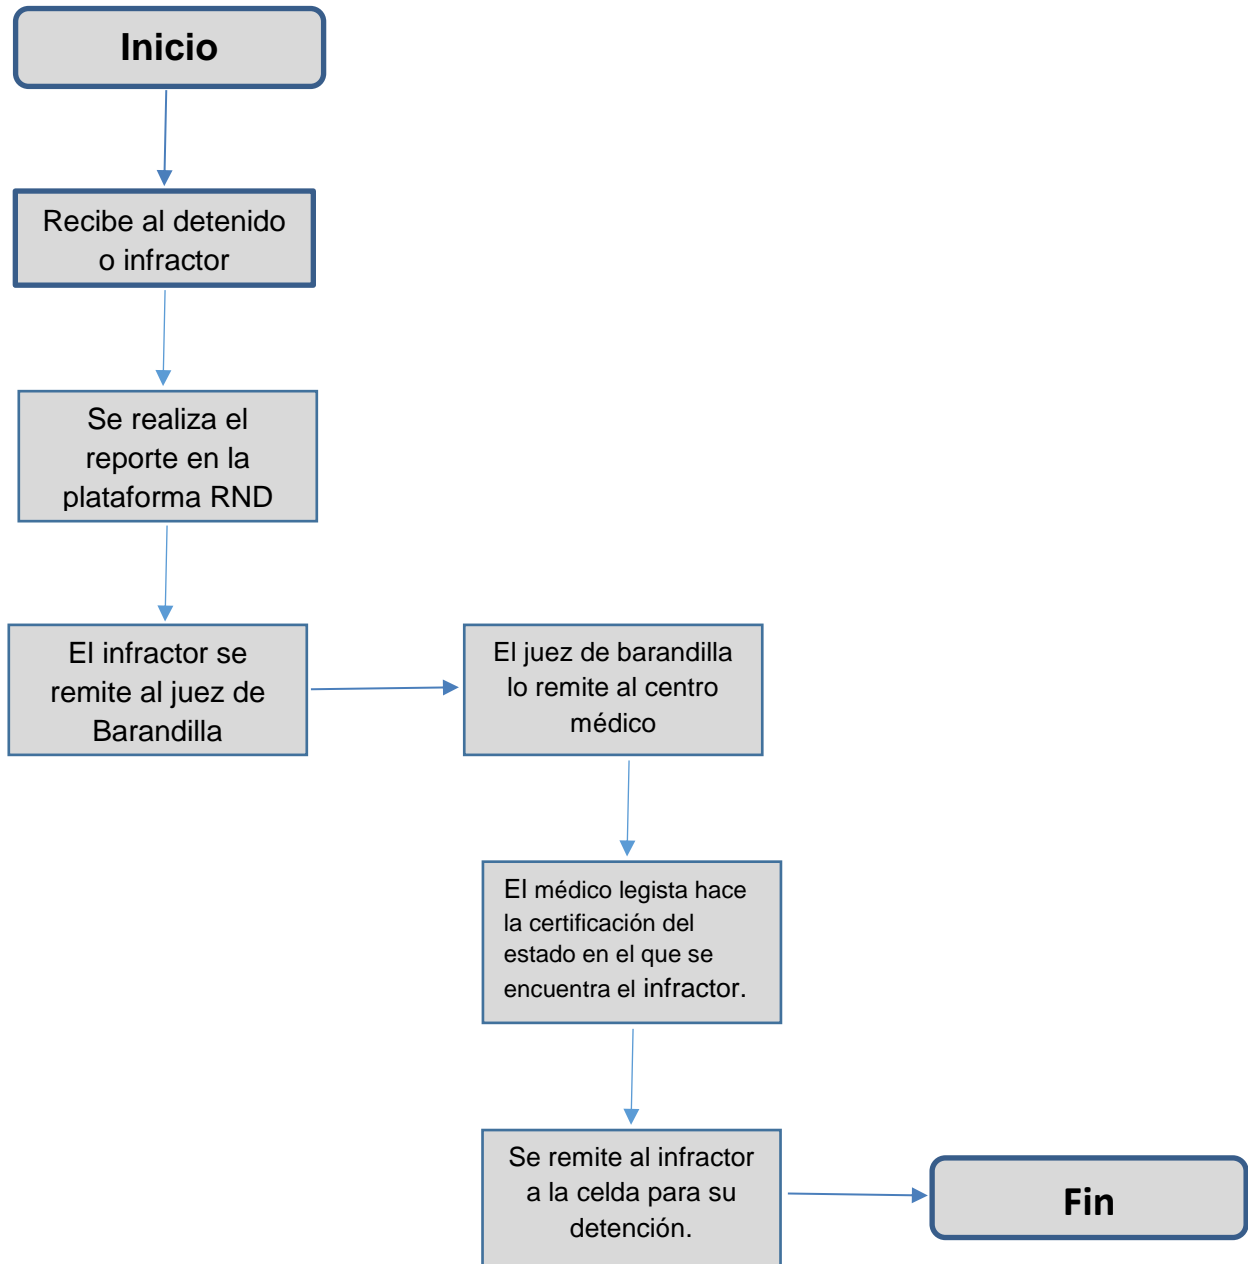 Inicio
Recibe al detenido
o infractor
Se realiza el
reporte en la
plataforma RND
El infractor se
remite al juez de
Barandilla
El juez de barandilla
lo remite al centro
médico
El médico legista hace
la certificación del
estado en el que se
encuentra el infractor.
Se remite al infractor
a la celda para su
detención.
Fin